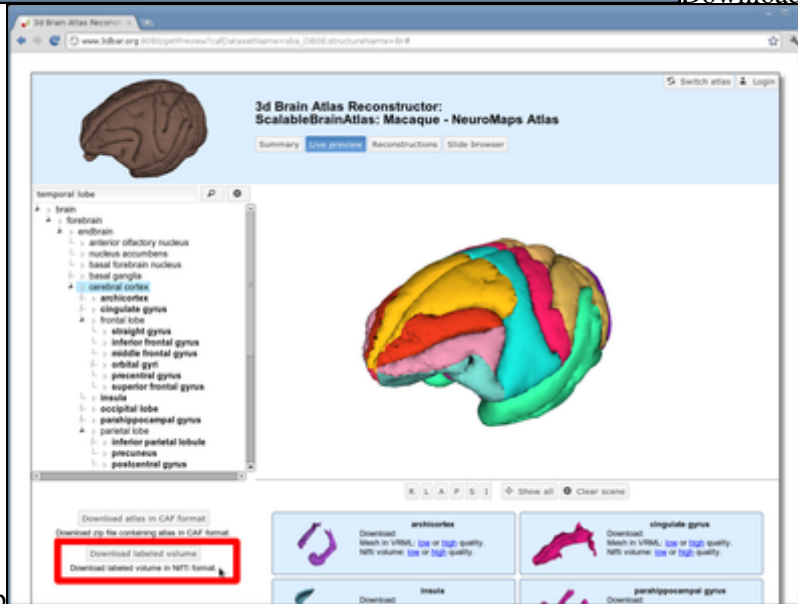 3d Brain Atlas Reconst
www.3dbar.org:8080/getPreview?cafDatasetName=sba_DB08;structureName=Br#
Switch atlas Login
3d Brain Atlas Reconstructor:
ScalableBrainAtlas: Macaque - NeuroMaps Atlas
Summary Live preview Reconstructions Slide browser
temporal lobe
brain
forebrain
endbrain
anterior olfactory nucleus
nucleus accumbens
basal forebrain nucleus
basal ganglia
cerebral cortex
archicortex
cingulate gyrus
frontal lobe
straight gyrus
inferior frontal gyrus
middle frontal gyrus
orbital gyri
precentral gyrus
superior frontal gyrus
insula
occipital lobe
parahippocampal gyrus
parietal lobe
inferior parietal lobule
precuneus
postcentral gyrus
R L A P S I Show all Clear scene
Download atlas in CAF format
Download zip file containing atlas in CAF format
Download labeled volume
Download labeled volume in NIfTI format.
archicortex
Download:
Mesh in VRML: low or high quality.
Nifti volume: low or high quality.
cingulate gyrus
Download:
Mesh in VRML: low or high quality.
Nifti volume: low or high quality.
insula
Download:
parahippocampal gyrus
Download: